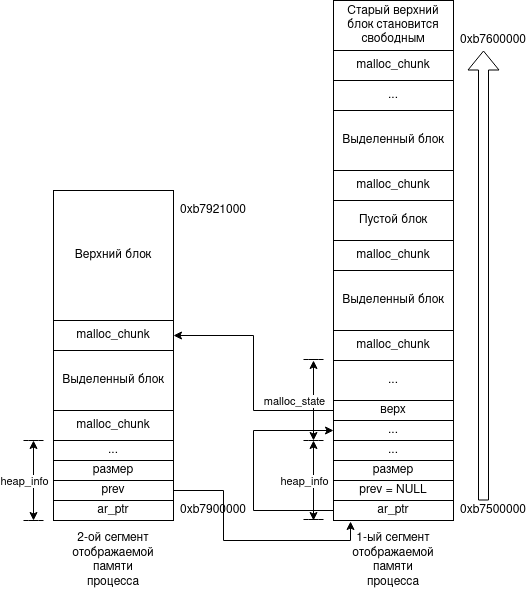 Старый верхний
блок становится
свободным
0xb7600000
malloc_chunk
...
Выделенный блок
malloc_chunk
Пустой блок
malloc_chunk
Выделенный блок
malloc_chunk
...
malloc_state
верх
...
...
heap_info
размер
prev = NULL
ar_ptr
0xb7500000
1-ый сегмент
отображаемой
памяти
процесса
0xb7921000
Верхний блок
malloc_chunk
Выделенный блок
malloc_chunk
...
heap_info
размер
prev
ar_ptr
0xb7900000
2-ой сегмент
отображаемой
памяти
процесса